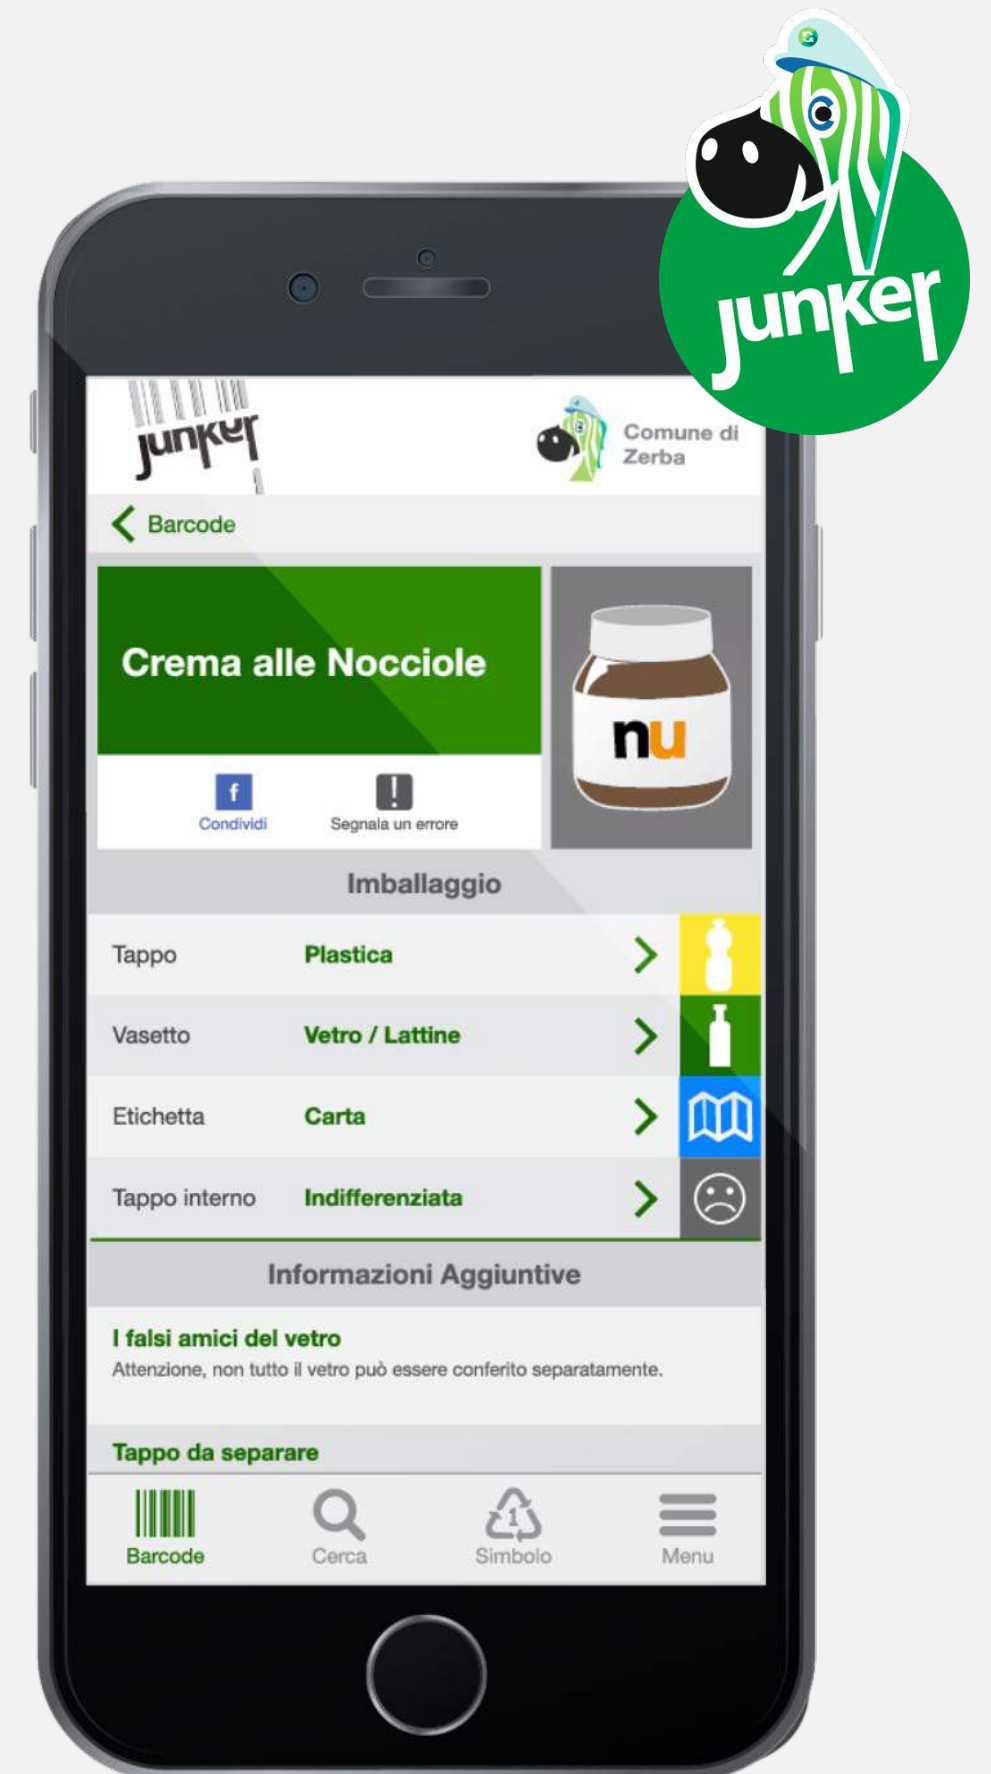 junker
junker
Comune di
Zerba
Barcode
Crema alle Nocciole
nu
f
Condividi
!
Segnala un errore
Imballaggio
Tappo Plastica
Vasetto Vetro / Lattine
Etichetta Carta
Tappo interno Indifferenziata
Informazioni Aggiuntive
I falsi amici del vetro
Attenzione, non tutto il vetro può essere conferito separatamente.
Tappo da separare
1
Barcode Cerca Simbolo Menu